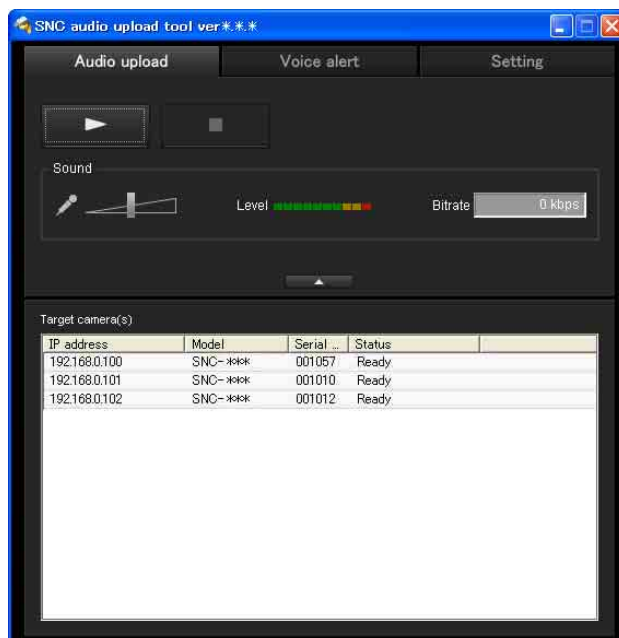 SNC audio upload tool ver*.*.*
Audio upload Voice alert Setting
Sound
Level Bitrate 0 kbps
Target camera(s)
IP address Model Serial ... Status
192.168.0.100 SNC-*** 001057 Ready
192.168.0.101 SNC-*** 001010 Ready
192.168.0.102 SNC-*** 001012 Ready